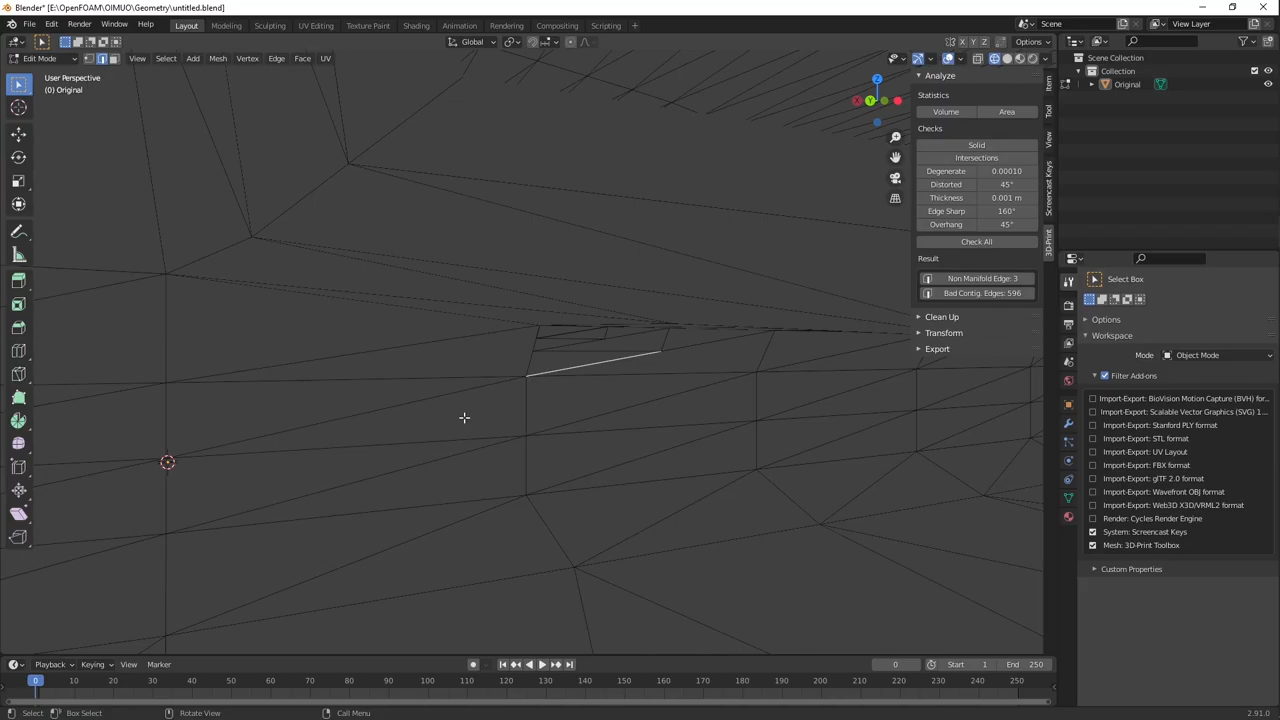 Blender* [E:\OpenFOAM\OIMUO\Geometry\untitled.blend]
File Edit Render Window Help Layout Modeling Sculpting UV Editing Texture Paint Shading Animation Rendering Compositing Scripting Scene View Layer
Global X Y Z Options
Edit Mode View Select Add Mesh Vertex Edge Face UV
User Perspective
(0) Original
Z
X Y
Analyze
Statistics
Volume Area
Checks
Solid
Intersections
Degenerate 0.00010
Distorted 45°
Thickness 0.001 m
Edge Sharp 160°
Overhang 45°
Check All
Result
Non Manifold Edge: 3
Bad Contig. Edges: 596
Clean Up
Transform
Export
Item
Tool
View
Screencast Keys
3D-Print
Scene Collection
Collection
Original
Select Box
Options
Workspace
Mode Object Mode
Filter Add-ons
Import-Export: BioVision Motion Capture (BVH) for...
Import-Export: Scalable Vector Graphics (SVG) 1....
Import-Export: Stanford PLY format
Import-Export: STL format
Import-Export: UV Layout
Import-Export: FBX format
Import-Export: glTF 2.0 format
Import-Export: Wavefront OBJ format
Import-Export: Web3D X3D/VRML2 format
Render: Cycles Render Engine
System: Screencast Keys
Mesh: 3D-Print Toolbox
Custom Properties
Playback Keying View Marker 0 Start 1 End 250
0 10 20 30 40 50 60 70 80 90 100 110 120 130 140 150 160 170 180 190 200 210 220 230 240 250
Select Box Select Rotate View Call Menu 2.91.0